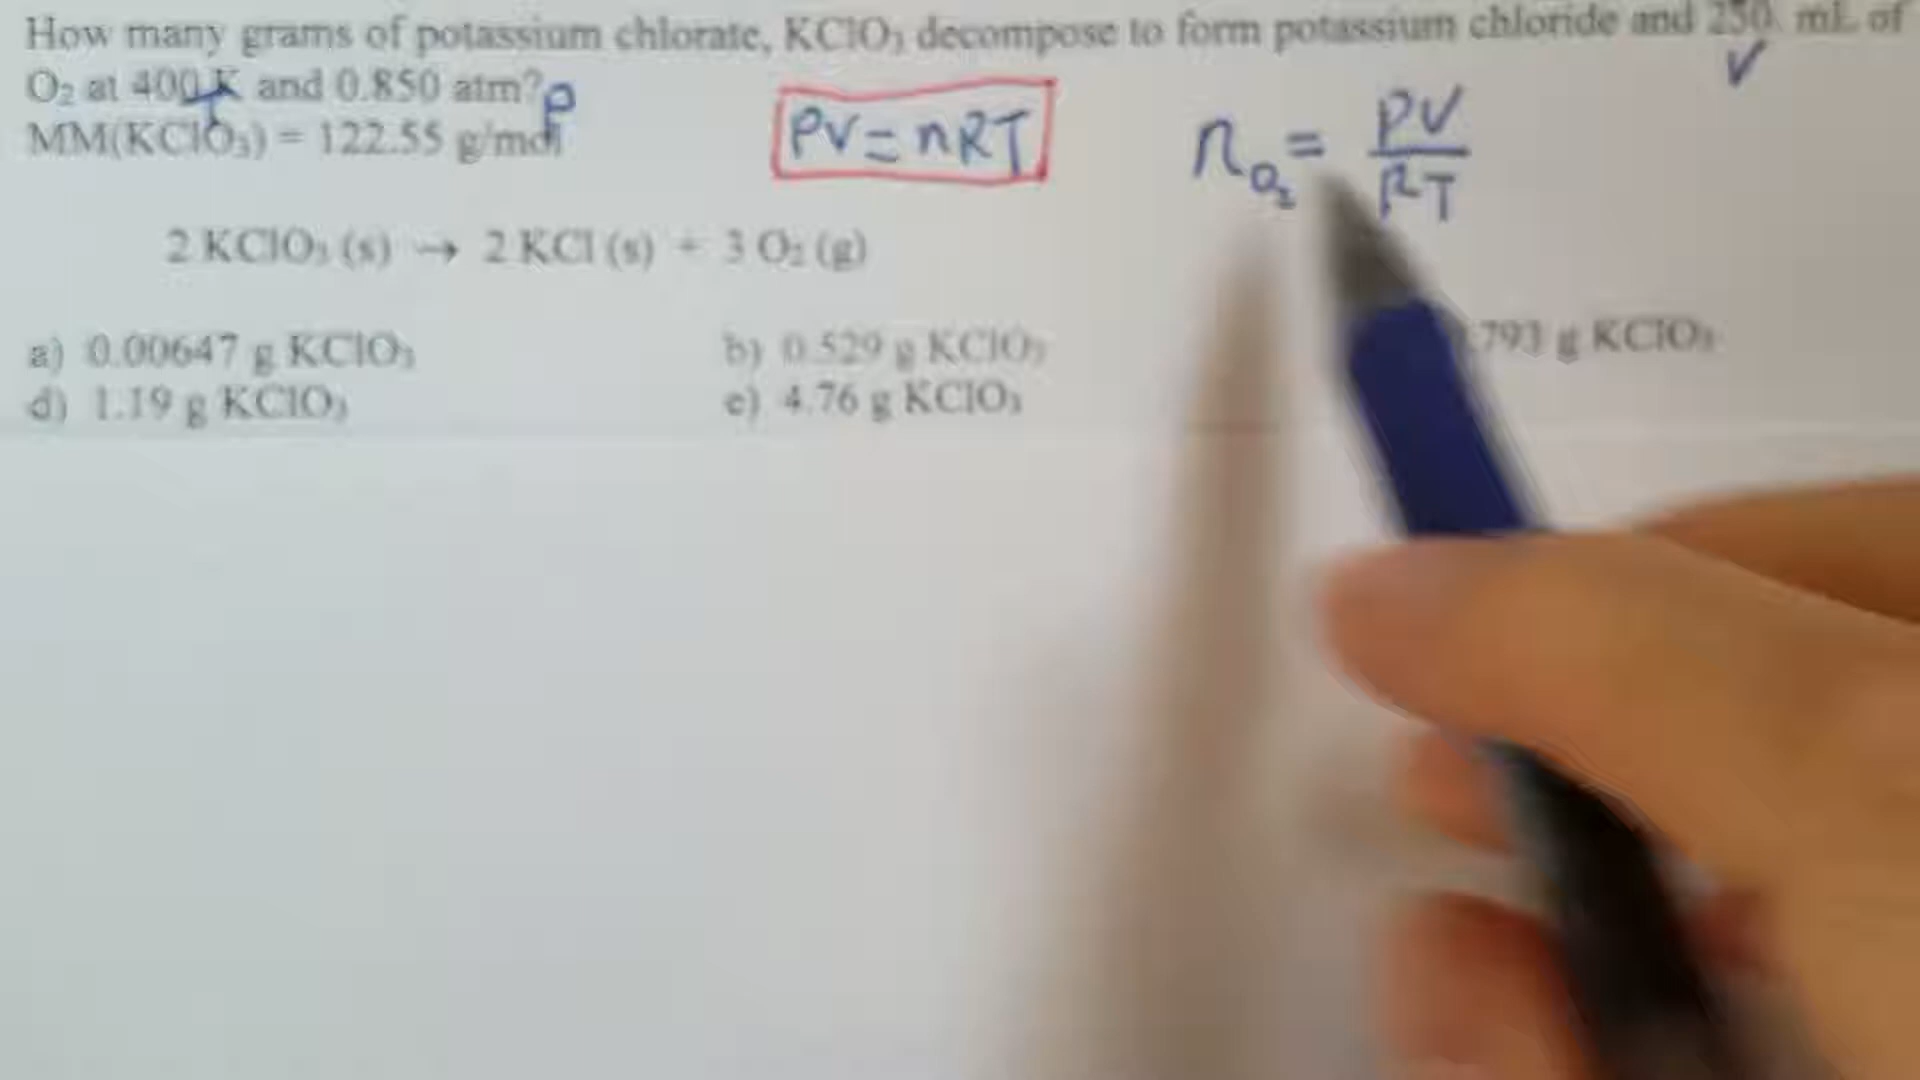 How many grams of potassium chlorate, KClO₃ decompose to form potassium chloride and 250. mL of
O₂ at 400 K and 0.850 atm?
V
T
P
MM(KClO₃) = 122.55 g/mol
PV = nRT
n_O₂ = PV / RT
2 KClO₃ (s) → 2 KCl (s) + 3 O₂ (g)
a) 0.00647 g KClO₃
b) 0.529 g KClO₃
.793 g KClO₃
d) 1.19 g KClO₃
e) 4.76 g KClO₃